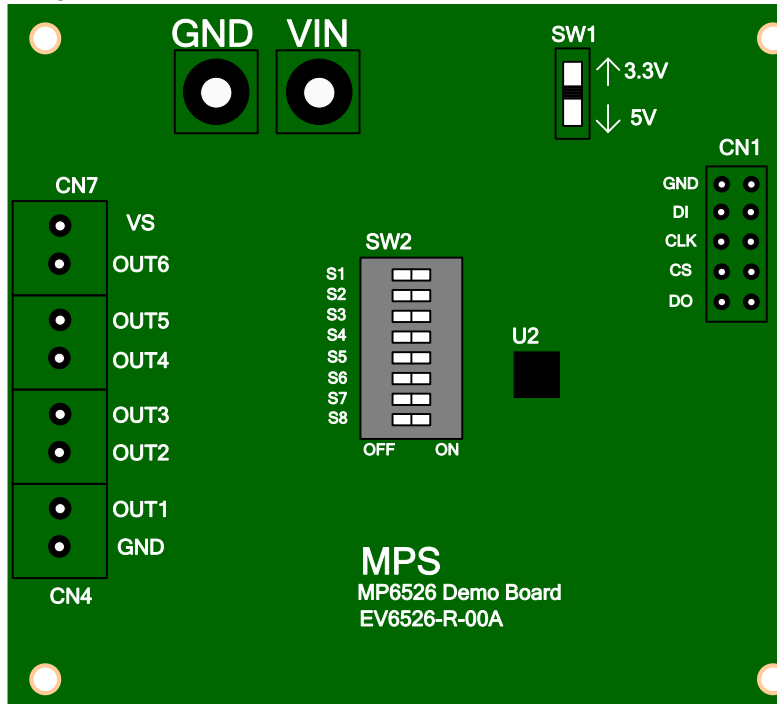 GND VIN
SW1
3.3V
5V
CN1
GND
DI
CLK
CS
DO
CN7
VS
OUT6
OUT5
OUT4
OUT3
OUT2
OUT1
GND
CN4
SW2
S1
S2
S3
S4
S5
S6
S7
S8
OFF ON
U2
MPS
MP6526 Demo Board
EV6526-R-00A